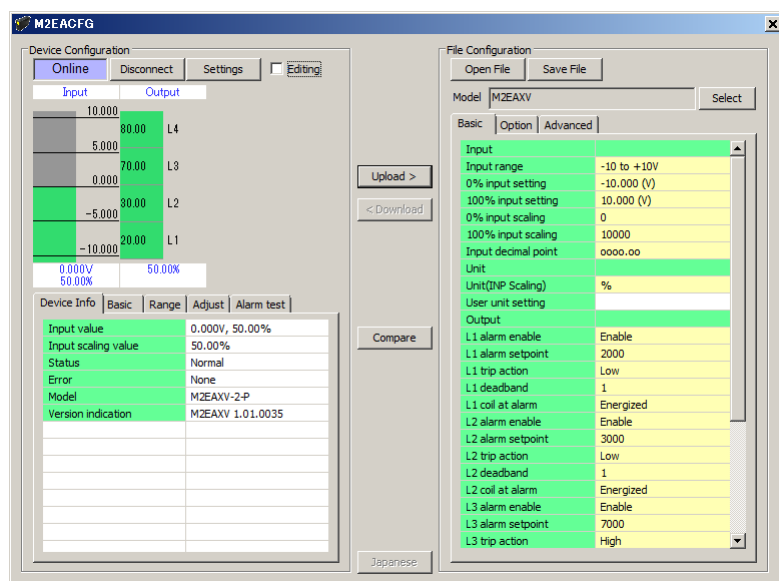 M2EACFG
Device Configuration
Online Disconnect Settings Editing
Input Output
10.000
5.000
0.000
-5.000
-10.000
80.00 L4
70.00 L3
30.00 L2
20.00 L1
0.000V 50.00%
50.00%
Device Info Basic Range Adjust Alarm test
Input value 0.000V, 50.00%
Input scaling value 50.00%
Status Normal
Error None
Model M2EAXV-2-P
Version indication M2EAXV 1.01.0035
Upload >
< Download
Compare
Japanese
File Configuration
Open File Save File
Model M2EAXV Select
Basic Option Advanced
Input
Input range -10 to +10V
0% input setting -10.000 (V)
100% input setting 10.000 (V)
0% input scaling 0
100% input scaling 10000
Input decimal point oooo.oo
Unit
Unit(INP Scaling) %
User unit setting
Output
L1 alarm enable Enable
L1 alarm setpoint 2000
L1 trip action Low
L1 deadband 1
L1 coil at alarm Energized
L2 alarm enable Enable
L2 alarm setpoint 3000
L2 trip action Low
L2 deadband 1
L2 coil at alarm Energized
L3 alarm enable Enable
L3 alarm setpoint 7000
L3 trip action High